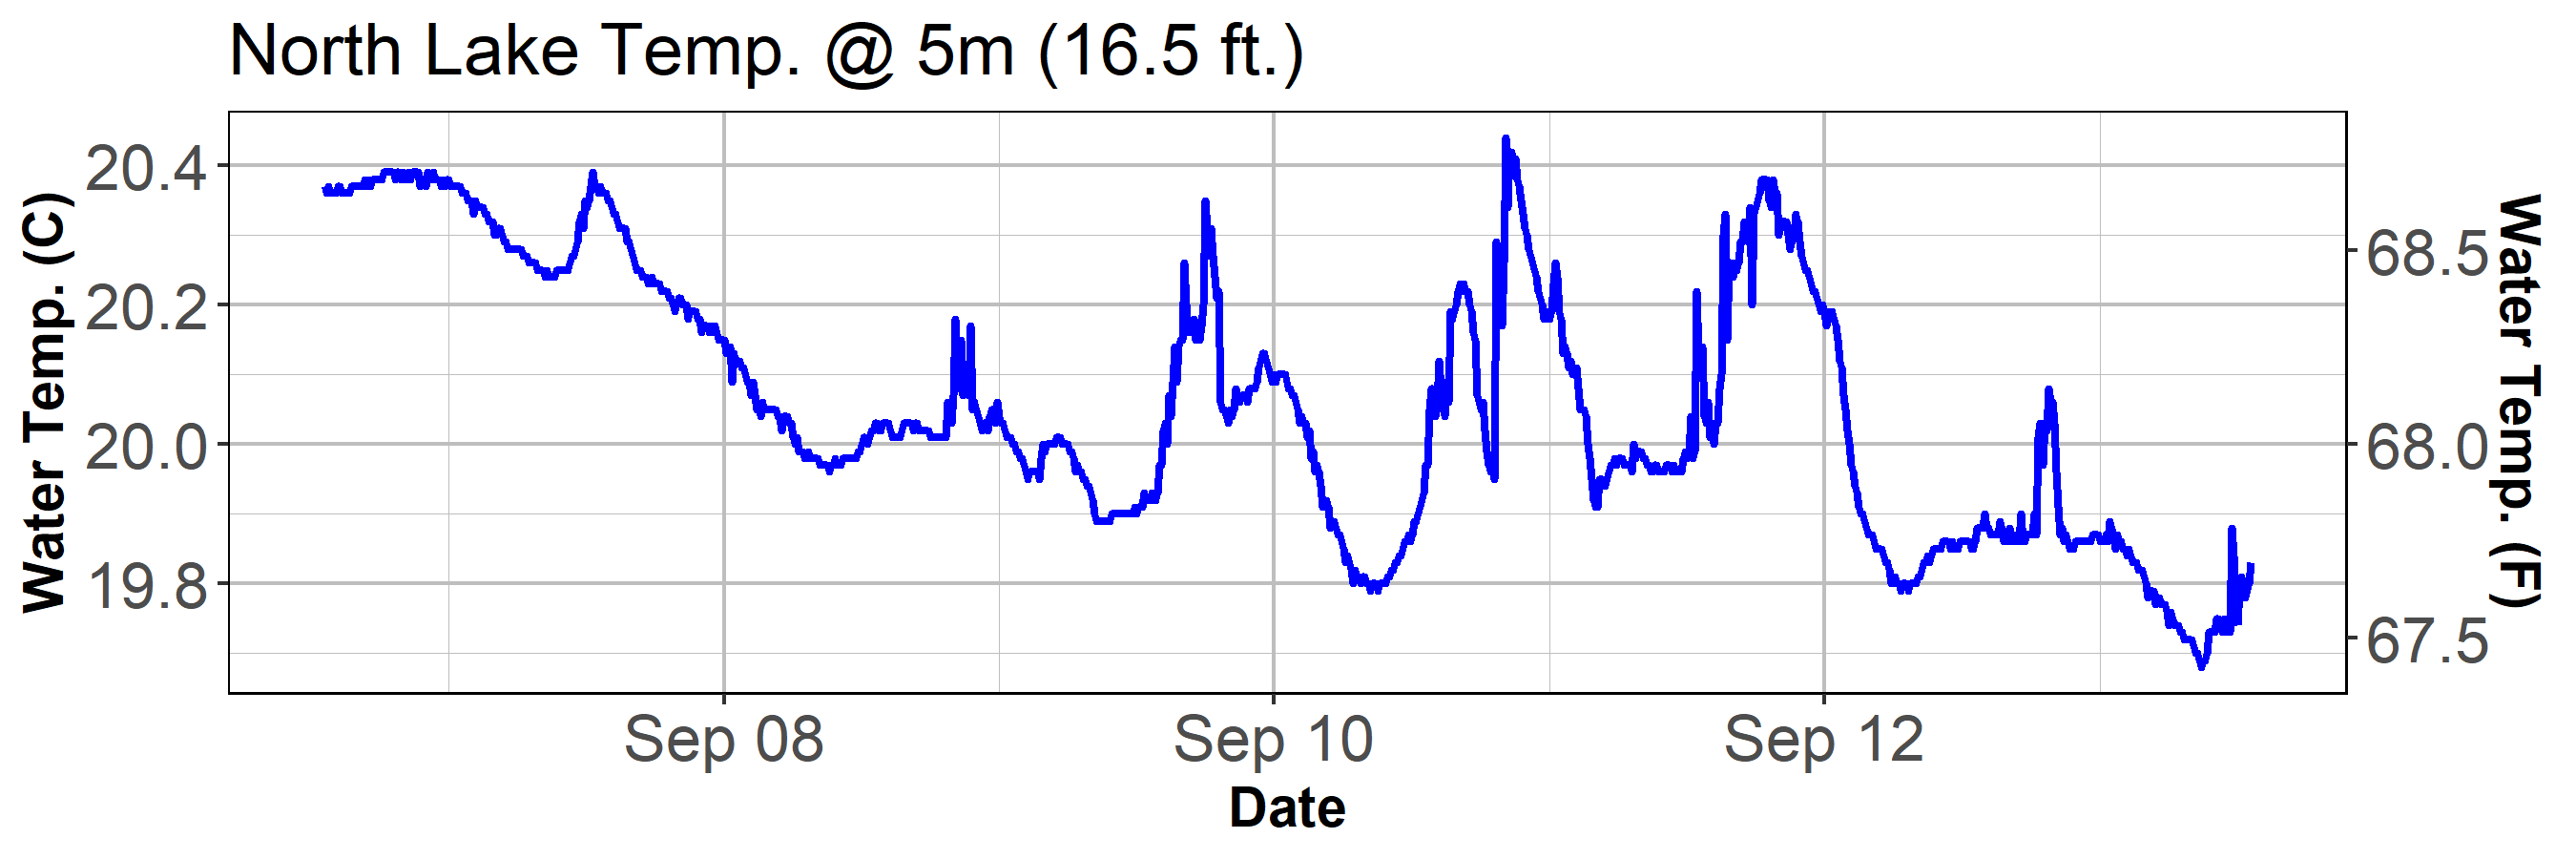 North Lake Temp. @ 5m (16.5 ft.)
Water Temp. (C)
20.4
20.2
20.0
19.8
68.5
68.0
67.5
Water Temp. (F)
Sep 08
Sep 10
Sep 12
Date